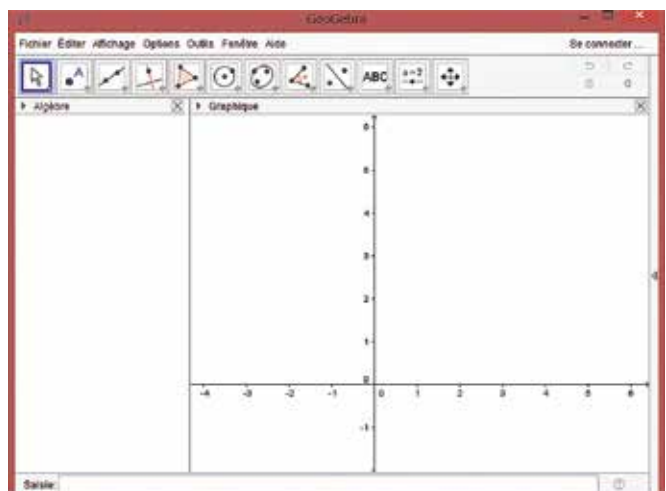 GeoGebra
Fichier Éditer Affichage Options Outils Fenêtre Aide
Se connecter ...
A
ABC
a=2
Algèbre
Graphique
6
5
4
3
2
1
0
-4 -3 -2 -1 0 1 2 3 4 5 6
-1
Saisie: